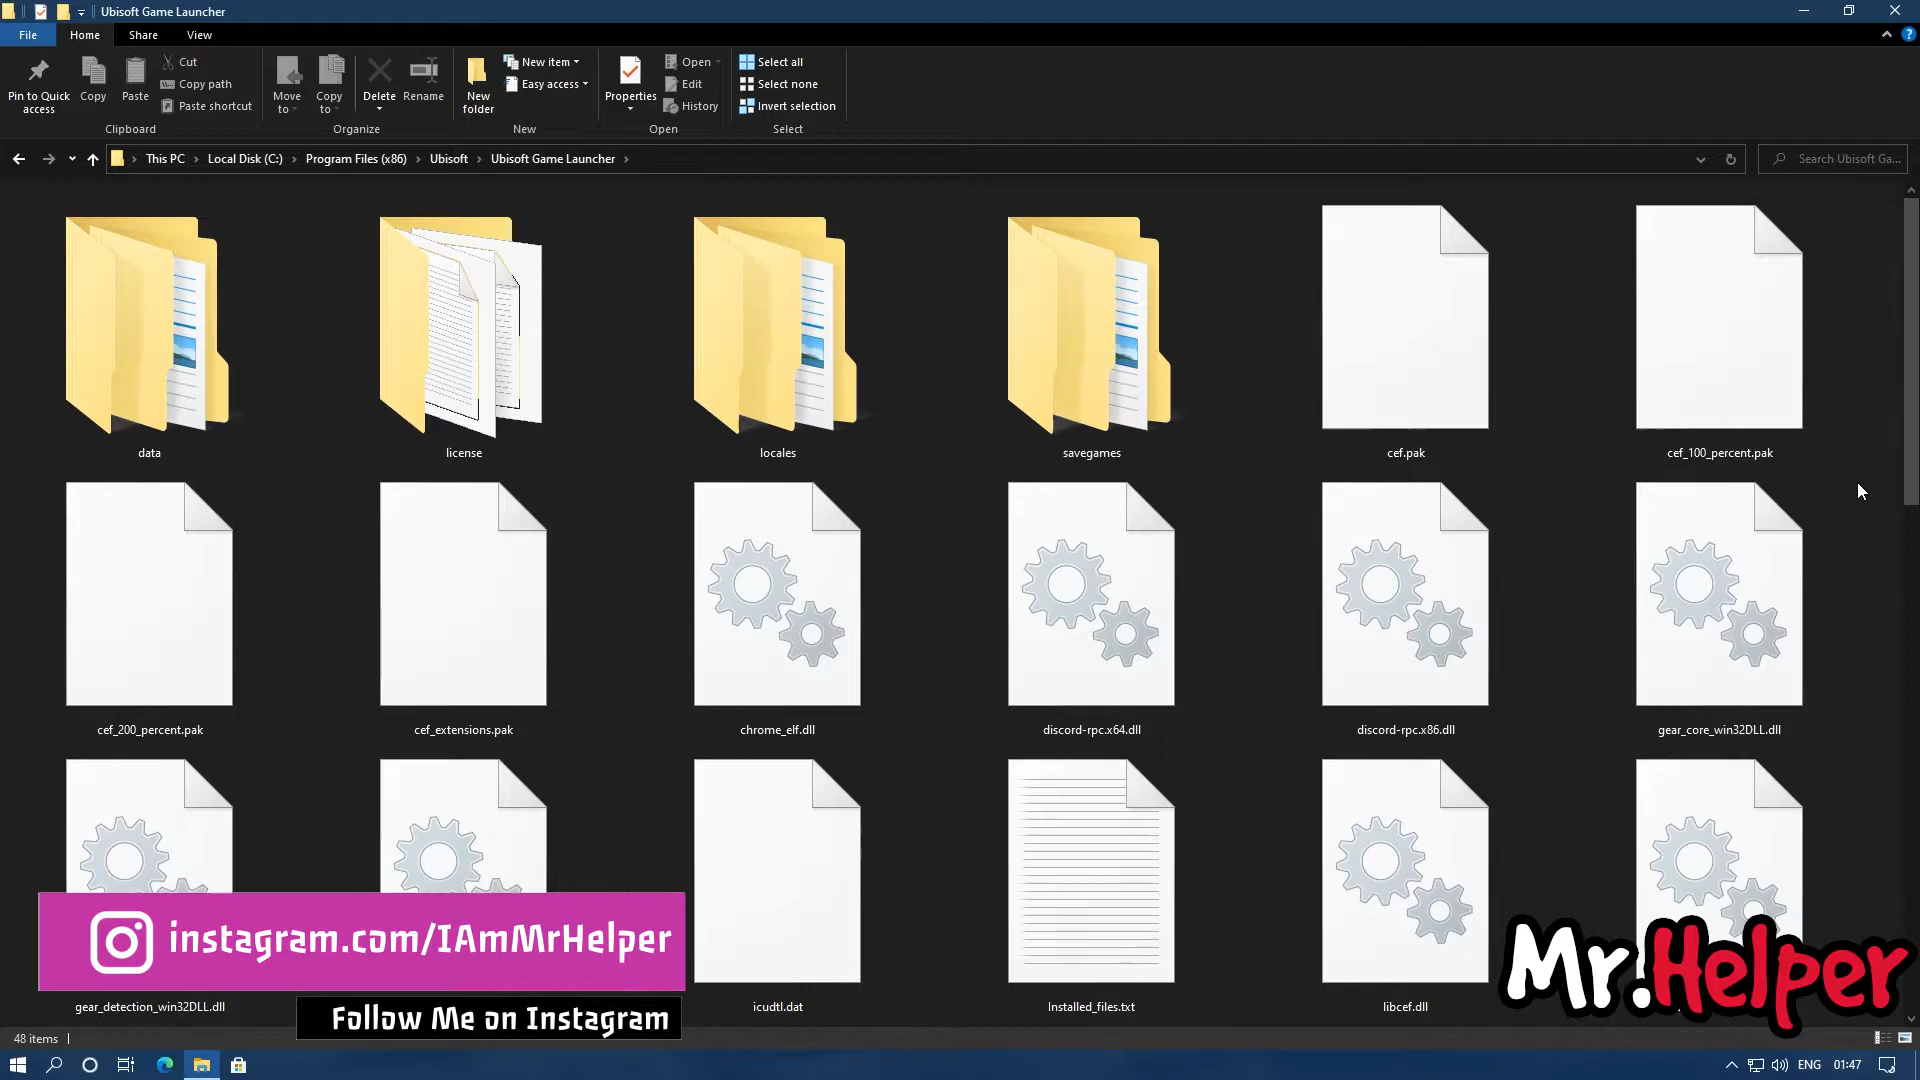 Ubisoft Game Launcher
File Home Share View
Pin to Quick access
Copy
Paste
Cut
Copy path
Paste shortcut
Clipboard
Move to
Copy to
Delete
Rename
Organize
New folder
New item
Easy access
New
Properties
Open
Edit
History
Open
Select all
Select none
Invert selection
Select
This PC > Local Disk (C:) > Program Files (x86) > Ubisoft > Ubisoft Game Launcher >
Search Ubisoft Ga...
data license locales savegames cef.pak cef_100_percent.pak
cef_200_percent.pak cef_extensions.pak chrome_elf.dll discord-rpc.x64.dll discord-rpc.x86.dll gear_core_win32DLL.dll
instagram.com/IAmMrHelper
Mr.Helper
gear_detection_win32DLL.dll icudtl.dat Installed_files.txt libcef.dll
Follow Me on Instagram
48 items
ENG 01:47